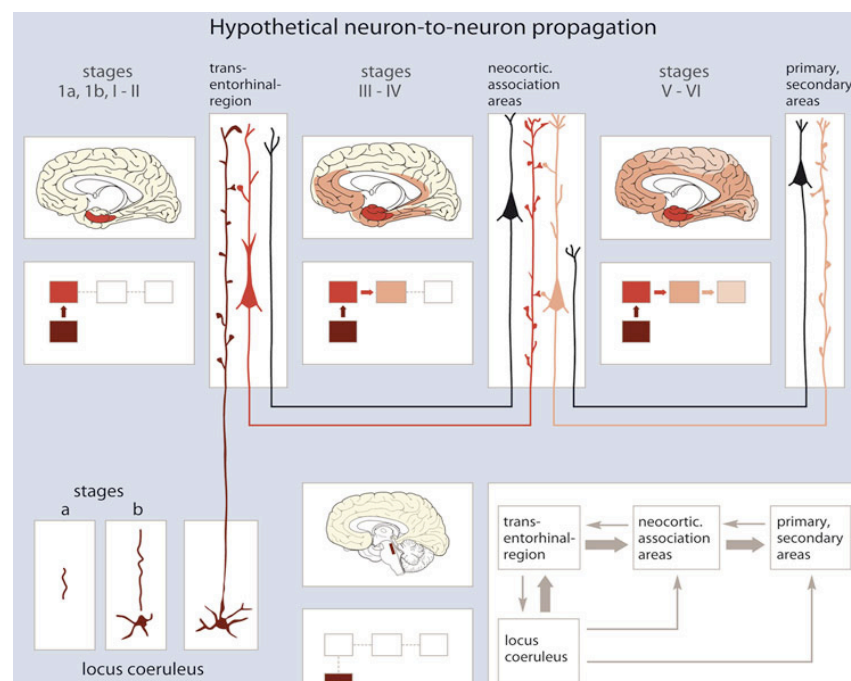 Hypothetical neuron-to-neuron propagation
stages
1a, 1b, I - II
trans-
entorhinal-
region
stages
III - IV
neocortic.
association
areas
stages
V - VI
primary,
secondary
areas
stages
a
b
locus coeruleus
trans-
entorhinal-
region
neocortic.
association
areas
primary,
secondary
areas
locus
coeruleus